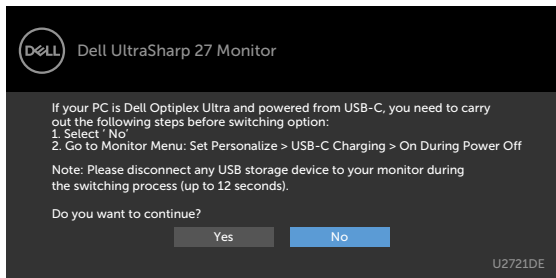 DELL
Dell UltraSharp 27 Monitor
If your PC is Dell Optiplex Ultra and powered from USB-C, you need to carry
out the following steps before switching option:
1. Select ‘ No’
2. Go to Monitor Menu: Set Personalize > USB-C Charging > On During Power Off
Note: Please disconnect any USB storage device to your monitor during
the switching process (up to 12 seconds).
Do you want to continue?
Yes No
U2721DE